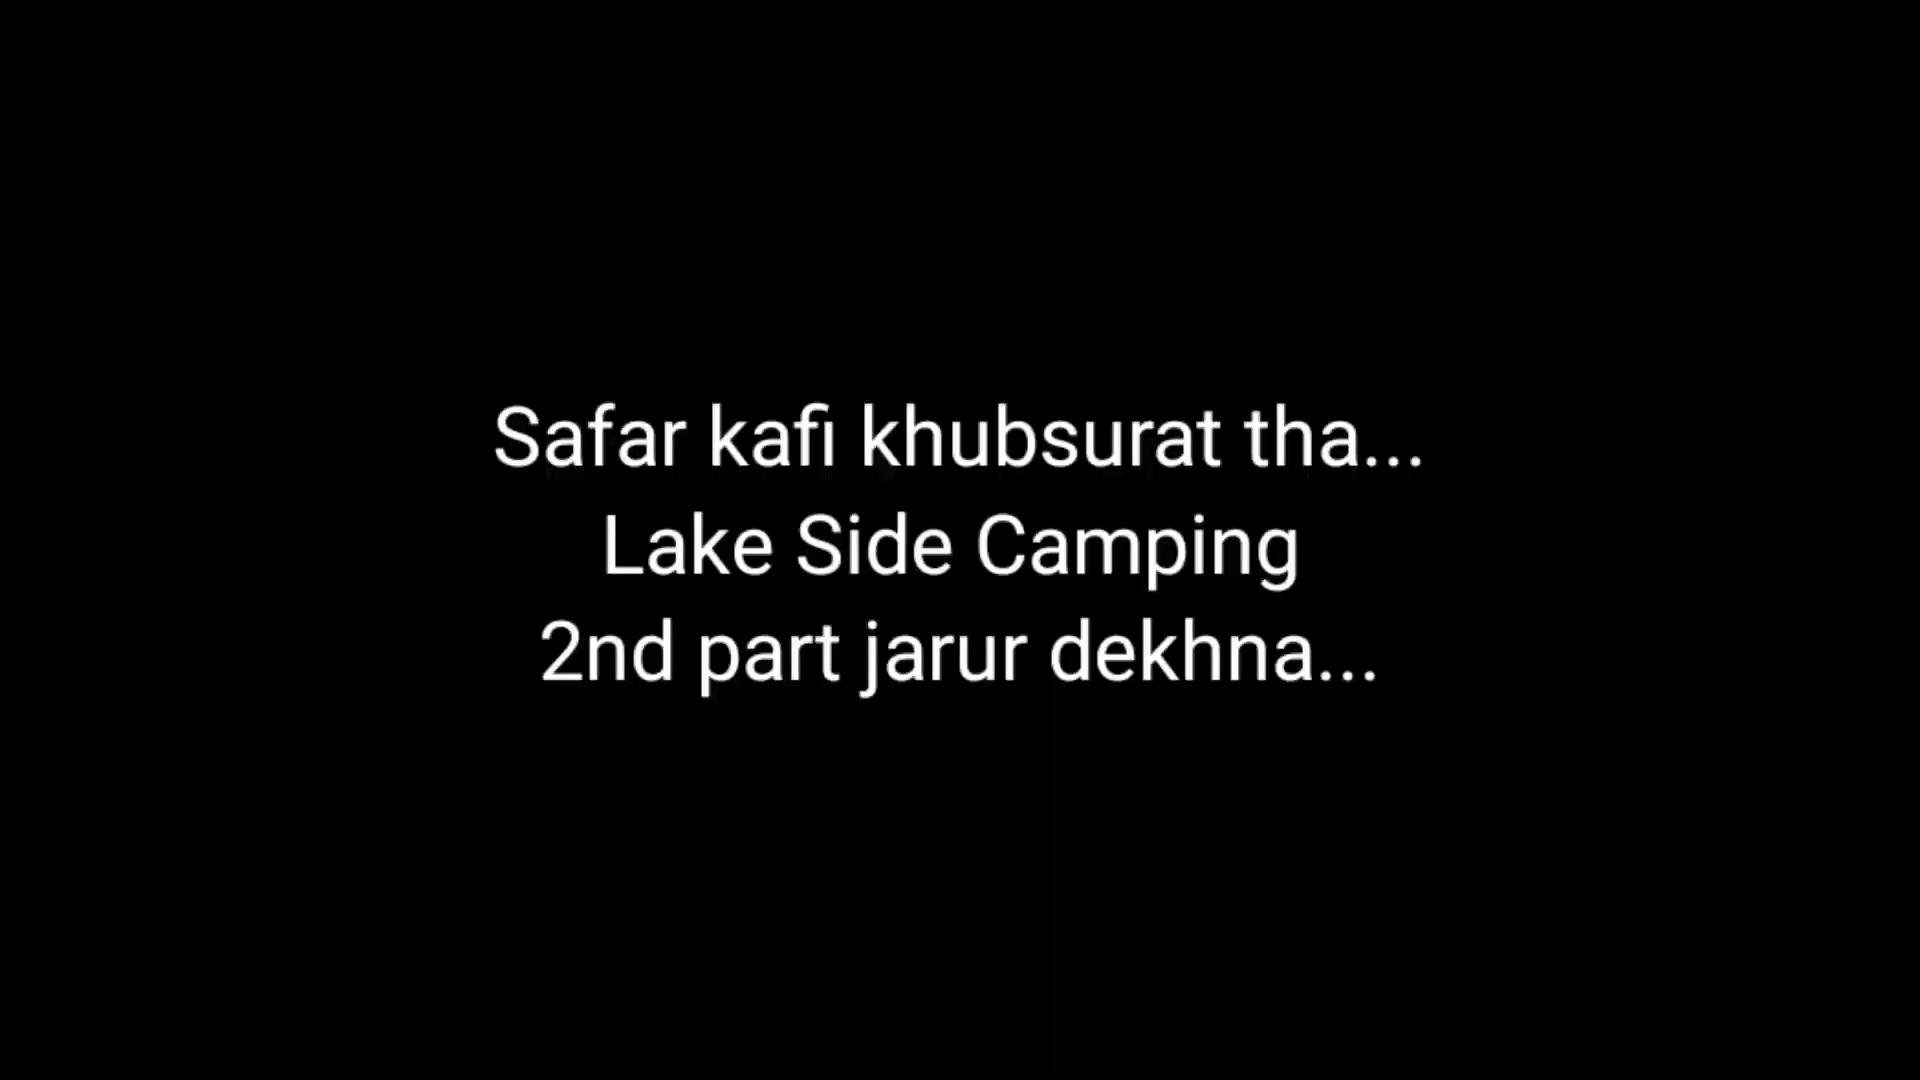 Safar kafi khubsurat tha...
Lake Side Camping
2nd part jarur dekhna...